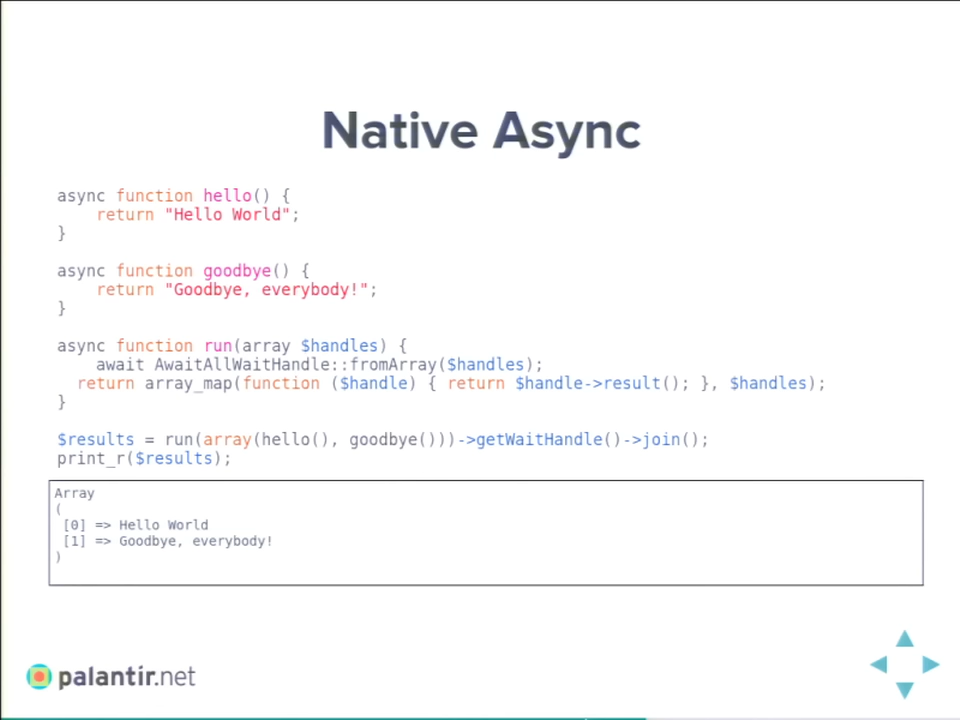 Native Async
async function hello() {
    return "Hello World";
}
async function goodbye() {
    return "Goodbye, everybody!";
}
async function run(array $handles) {
    await AwaitAllWaitHandle::fromArray($handles);
  return array_map(function ($handle) { return $handle->result(); }, $handles);
}
$results = run(array(hello(), goodbye()))->getWaitHandle()->join();
print_r($results);
Array
(
 [0] => Hello World
 [1] => Goodbye, everybody!
)
palantir.net